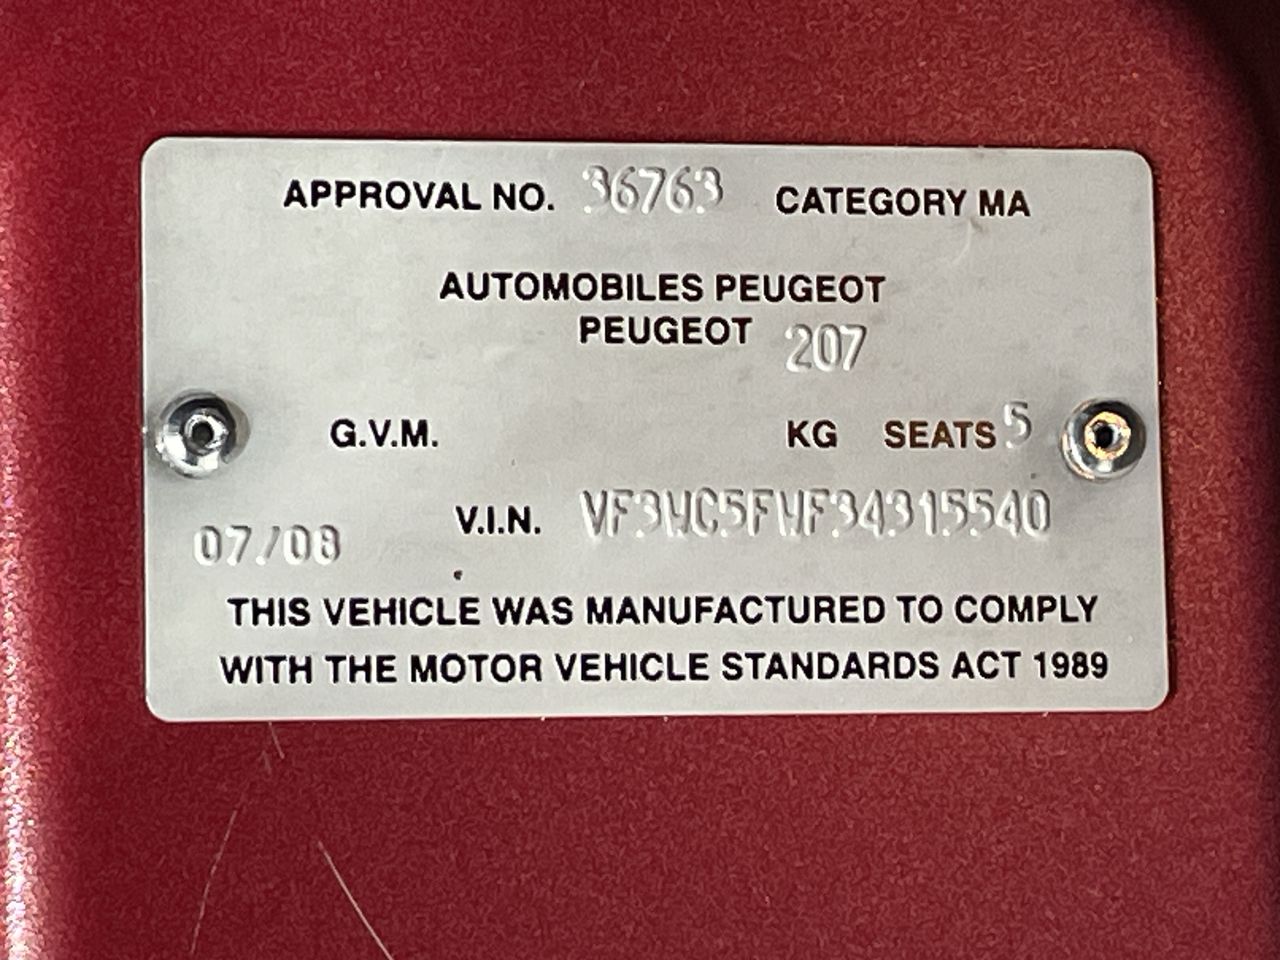 APPROVAL NO. 36763 CATEGORY MA
AUTOMOBILES PEUGEOT
PEUGEOT 207
G.V.M. KG SEATS 5
07/08 V.I.N. VF3WC5FWF34315540
THIS VEHICLE WAS MANUFACTURED TO COMPLY
WITH THE MOTOR VEHICLE STANDARDS ACT 1989